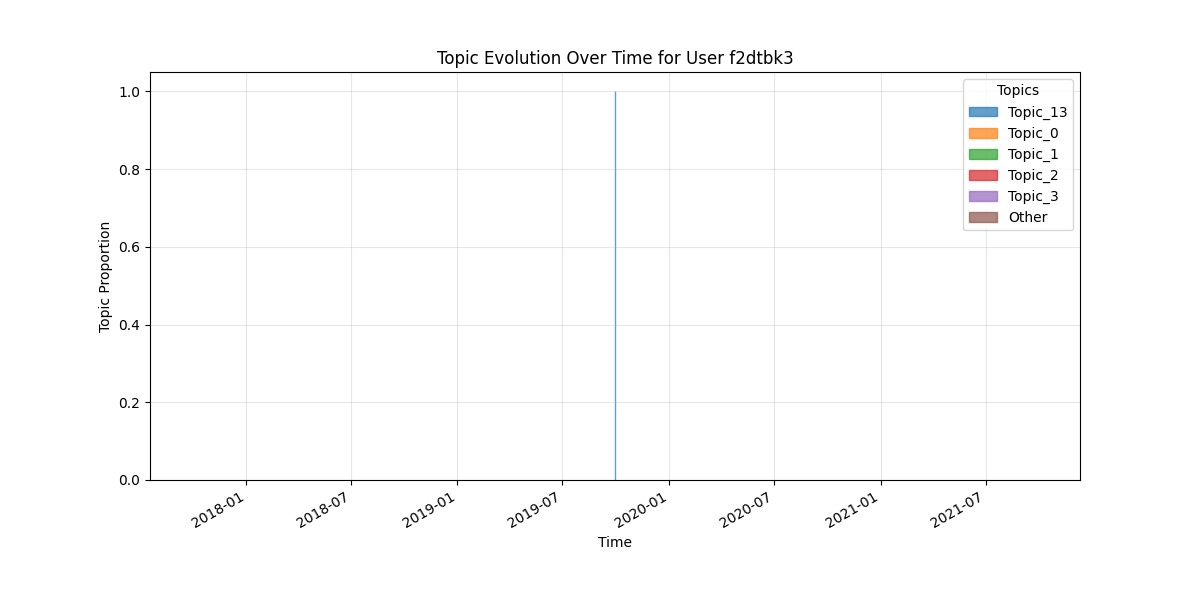 Topic Evolution Over Time for User f2dtbk3
Topics
Topic_13
Topic_0
Topic_1
Topic_2
Topic_3
Other
Topic Proportion
1.0
0.8
0.6
0.4
0.2
0.0
2018-01
2018-07
2019-01
2019-07
2020-01
2020-07
2021-01
2021-07
Time